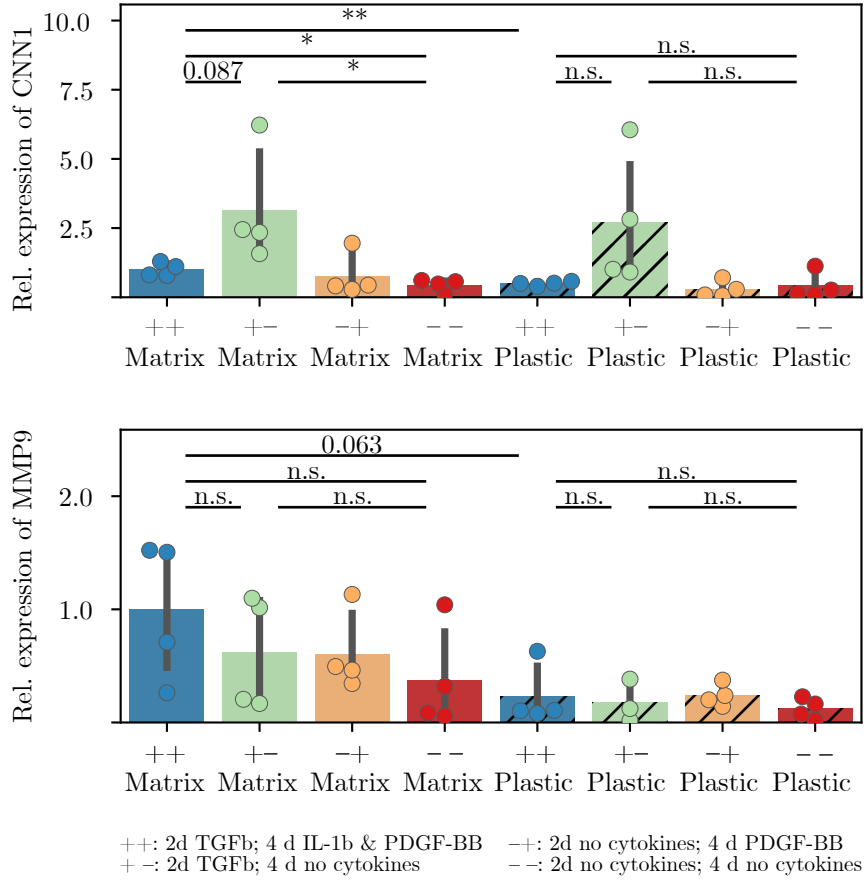 Rel. expression of CNN1
10.0
7.5
5.0
2.5
**
*
n.s.
0.087
*
n.s.
n.s.
++ +− −+ −− ++ +− −+ −−
Matrix Matrix Matrix Matrix Plastic Plastic Plastic Plastic
Rel. expression of MMP9
2.0
1.0
0.063
n.s.
n.s.
n.s.
n.s.
n.s.
n.s.
++ +− −+ −− ++ +− −+ −−
Matrix Matrix Matrix Matrix Plastic Plastic Plastic Plastic
++: 2d TGFb; 4 d IL-1b & PDGF-BB −+: 2d no cytokines; 4 d PDGF-BB
+ −: 2d TGFb; 4 d no cytokines − −: 2d no cytokines; 4 d no cytokines